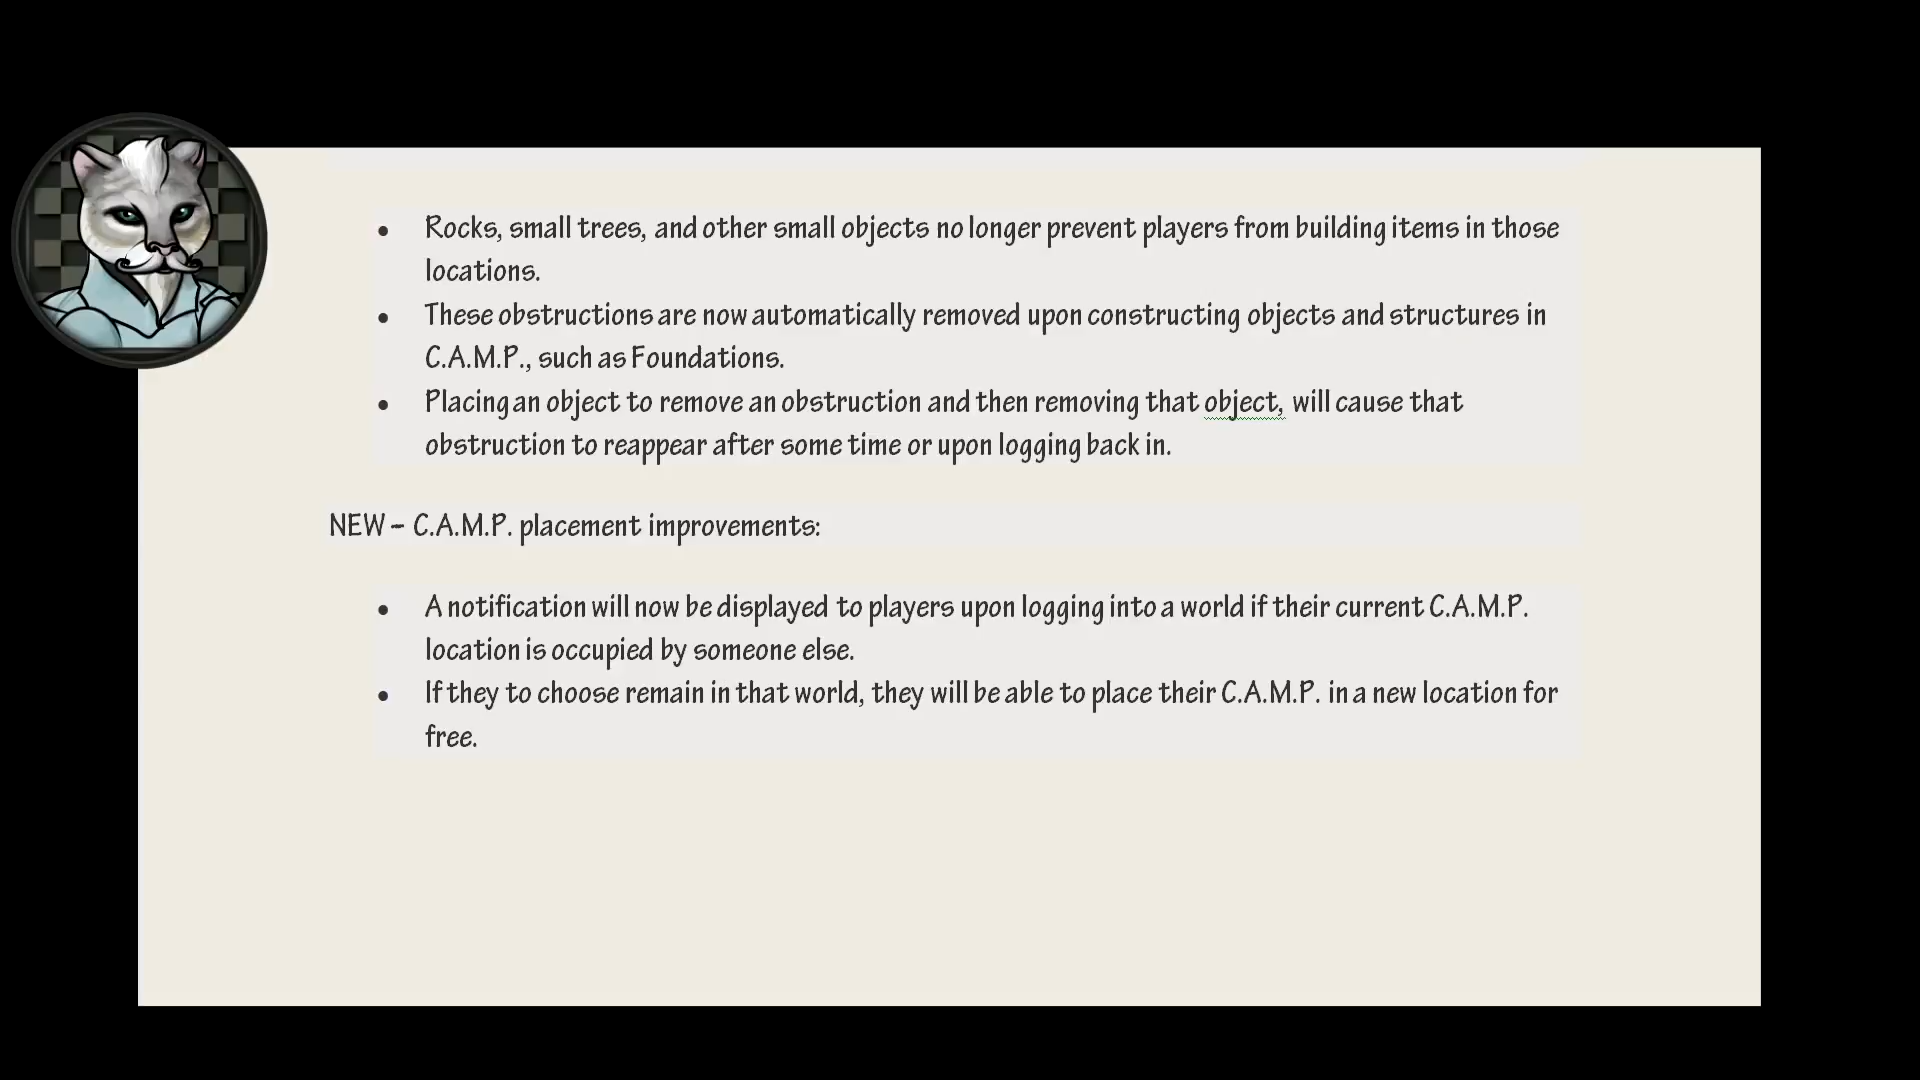 • Rocks, small trees, and other small objects no longer prevent players from building items in those
locations.
• These obstructions are now automatically removed upon constructing objects and structures in
C.A.M.P., such as Foundations.
• Placing an object to remove an obstruction and then removing that object, will cause that
obstruction to reappear after some time or upon logging back in.
NEW – C.A.M.P. placement improvements:
• A notification will now be displayed to players upon logging into a world if their current C.A.M.P.
location is occupied by someone else.
• If they to choose remain in that world, they will be able to place their C.A.M.P. in a new location for
free.